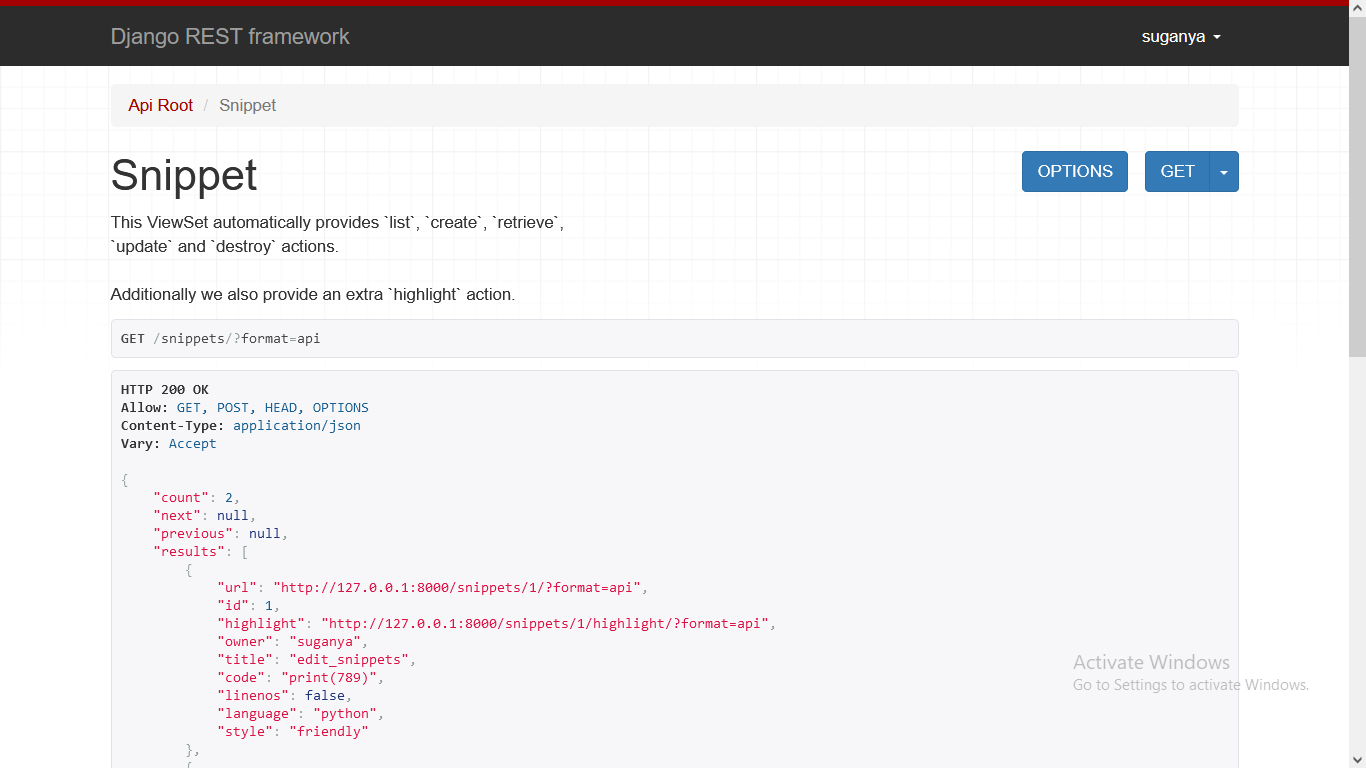 Django REST framework
suganya
Api Root / Snippet
Snippet
OPTIONS
GET
This ViewSet automatically provides `list`, `create`, `retrieve`,
`update` and `destroy` actions.
Additionally we also provide an extra `highlight` action.
GET /snippets/?format=api
HTTP 200 OK
Allow: GET, POST, HEAD, OPTIONS
Content-Type: application/json
Vary: Accept
{
    "count": 2,
    "next": null,
    "previous": null,
    "results": [
        {
            "url": "http://127.0.0.1:8000/snippets/1/?format=api",
            "id": 1,
            "highlight": "http://127.0.0.1:8000/snippets/1/highlight/?format=api",
            "owner": "suganya",
            "title": "edit_snippets",
            "code": "print(789)",
            "linenos": false,
            "language": "python",
            "style": "friendly"
        },
        {
Activate Windows
Go to Settings to activate Windows.